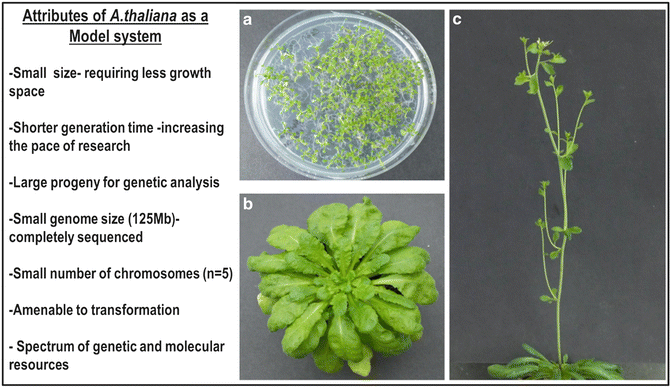 Attributes of A.thaliana as a
Model system
-Small size- requiring less growth
space
-Shorter generation time -increasing
the pace of research
-Large progeny for genetic analysis
-Small genome size (125Mb)-
completely sequenced
-Small number of chromosomes (n=5)
-Amenable to transformation
- Spectrum of genetic and molecular
resources
a
b
c